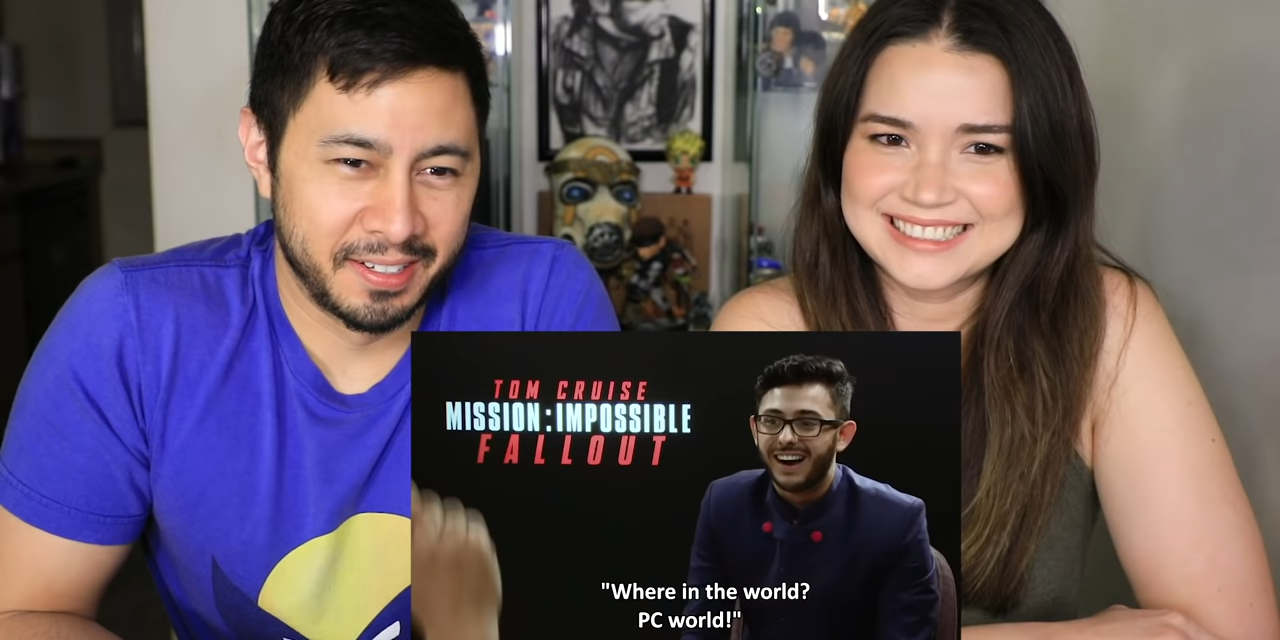 TOM CRUISE
MISSION:IMPOSSIBLE
FALLOUT
"Where in the world?
PC world!"